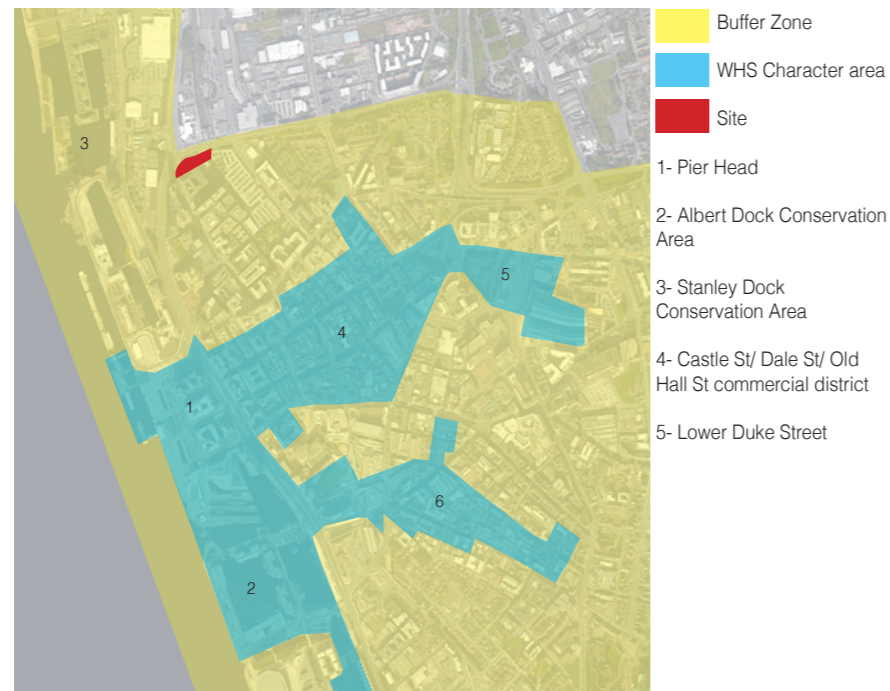 Buffer Zone
WHS Character area
Site
1- Pier Head
2- Albert Dock Conservation
Area
3- Stanley Dock
Conservation Area
4- Castle St/ Dale St/ Old
Hall St commercial district
5- Lower Duke Street
3
5
4
1
6
2